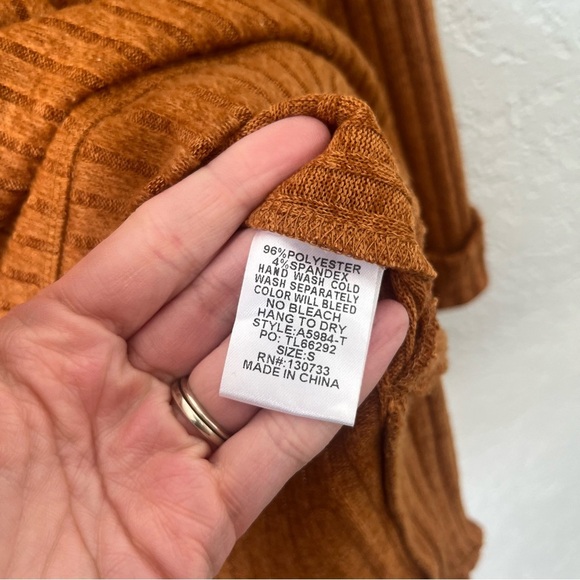 96%POLYESTER
4%SPANDEX
HAND WASH COLD
WASH SEPARATELY
COLOR WILL BLEED
NO BLEACH
HANG TO DRY
STYLE:A5984-T
PO: TL66292
SIZE:S
RN#:130733
MADE IN CHINA